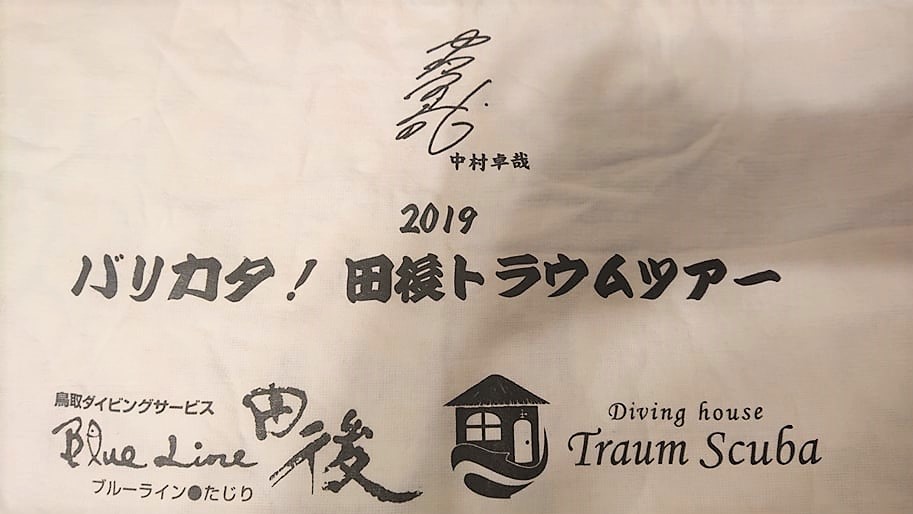 中村卓哉
2019
バリカタ! 田後トラウムツアー
鳥取ダイビングサービス
Blue Line 田後
ブルーライン●たじり
Diving house
Traum Scuba